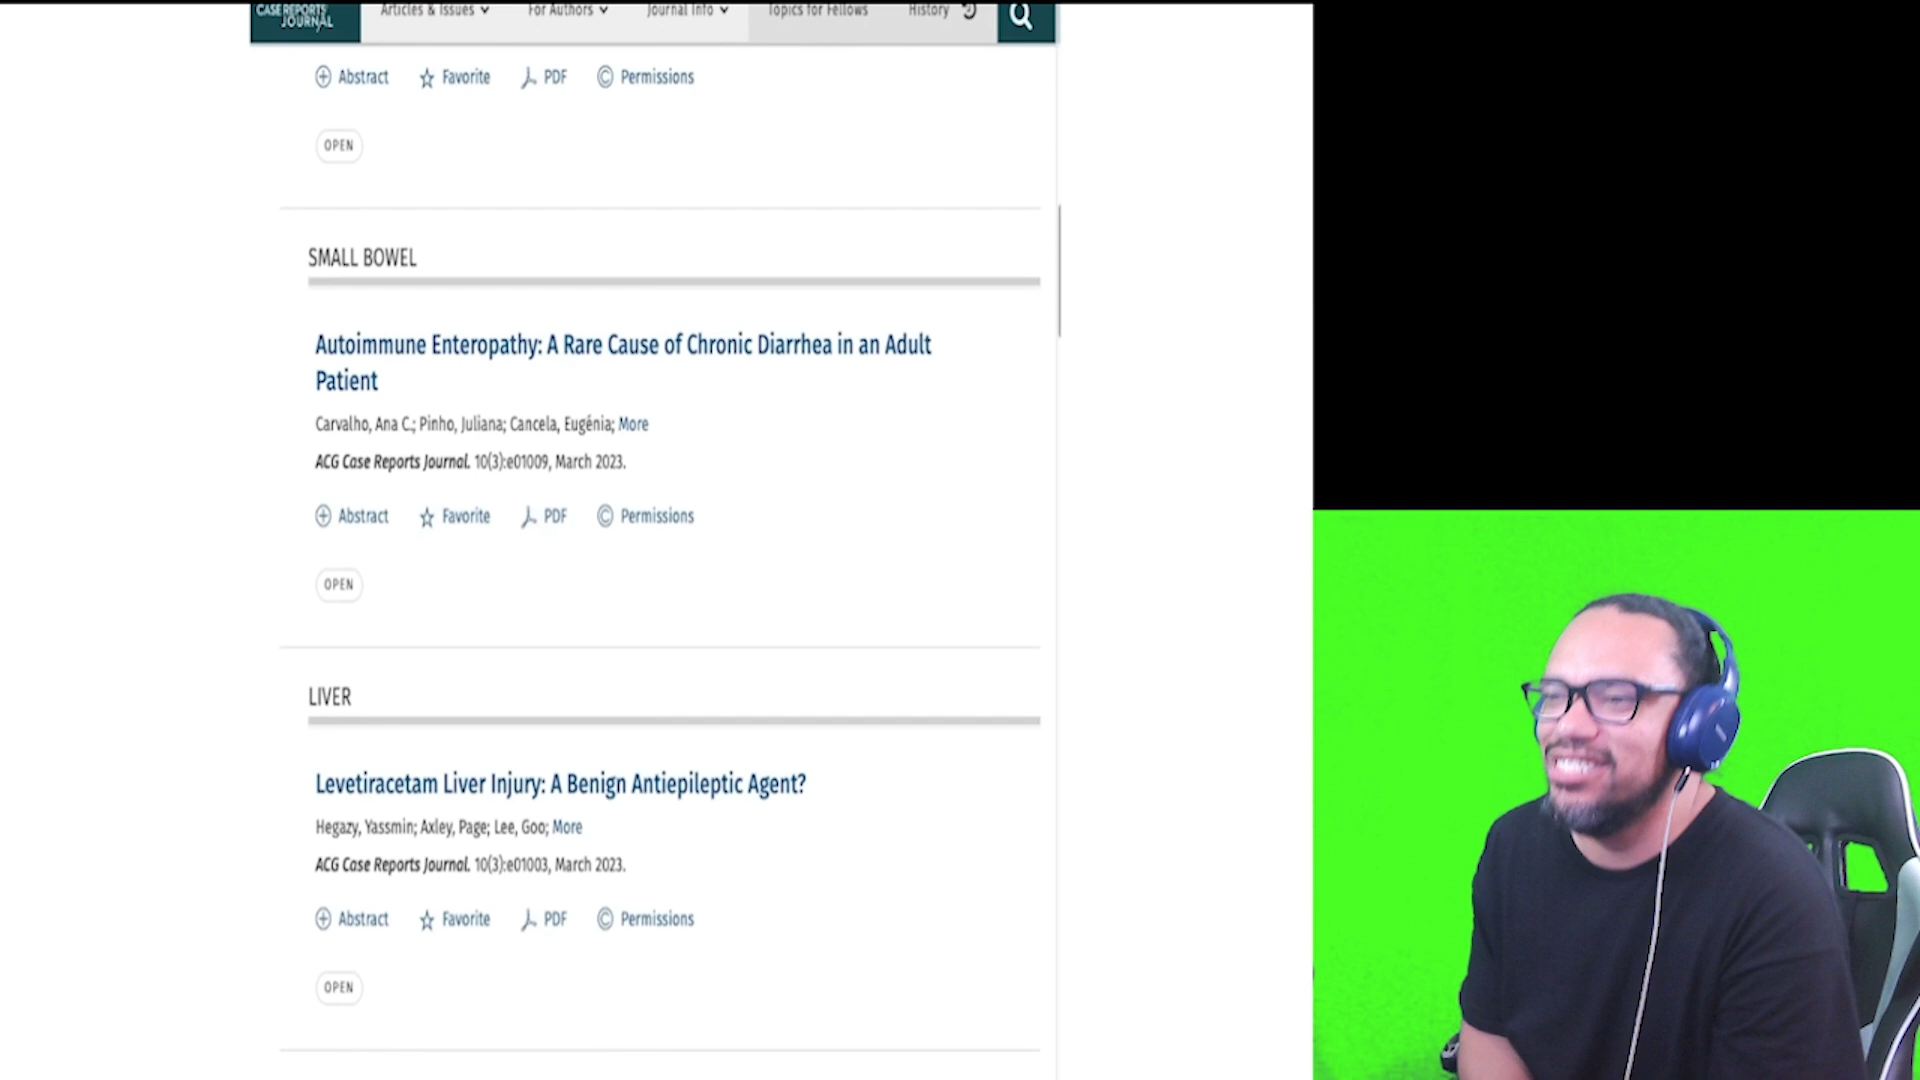 CASE REPORTS
JOURNAL
Articles & Issues
For Authors
Journal Info
Topics for Fellows
History
Abstract
Favorite
PDF
Permissions
OPEN
SMALL BOWEL
Autoimmune Enteropathy: A Rare Cause of Chronic Diarrhea in an Adult
Patient
Carvalho, Ana C.; Pinho, Juliana; Cancela, Eugénia; More
ACG Case Reports Journal. 10(3):e01009, March 2023.
Abstract
Favorite
PDF
Permissions
OPEN
LIVER
Levetiracetam Liver Injury: A Benign Antiepileptic Agent?
Hegazy, Yassmin; Axley, Page; Lee, Goo; More
ACG Case Reports Journal. 10(3):e01003, March 2023.
Abstract
Favorite
PDF
Permissions
OPEN